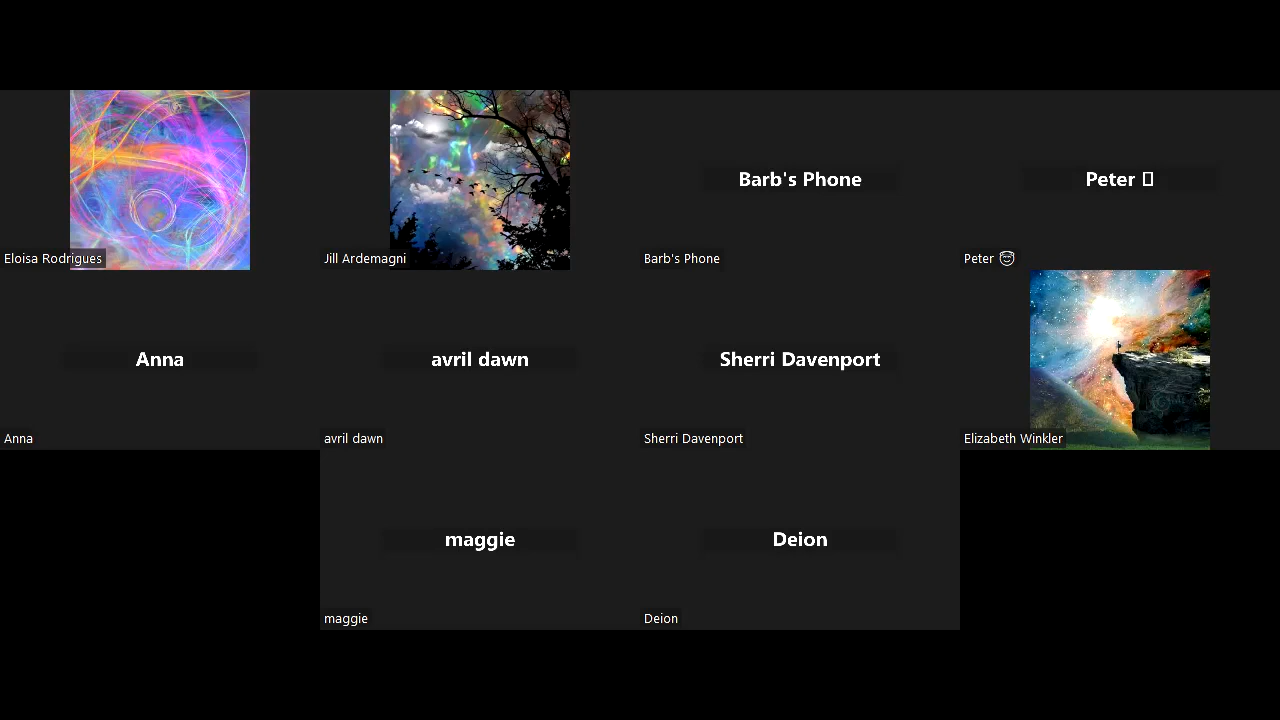 Barb's Phone
Peter
Eloisa Rodrigues
Jill Ardemagni
Barb's Phone
Peter 😇
Anna
avril dawn
Sherri Davenport
Anna
avril dawn
Sherri Davenport
Elizabeth Winkler
maggie
Deion
maggie
Deion